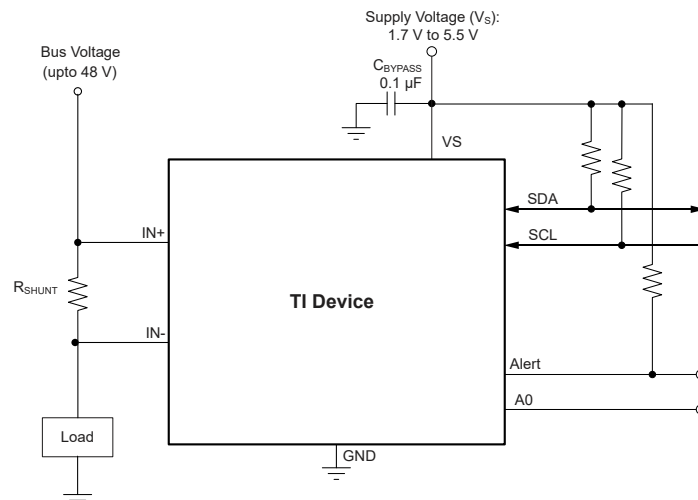 Supply Voltage (VS):
1.7 V to 5.5 V
Bus Voltage
(upto 48 V)
CBYPASS
0.1 µF
VS
SDA
IN+
SCL
RSHUNT
TI Device
IN-
Alert
A0
Load
GND